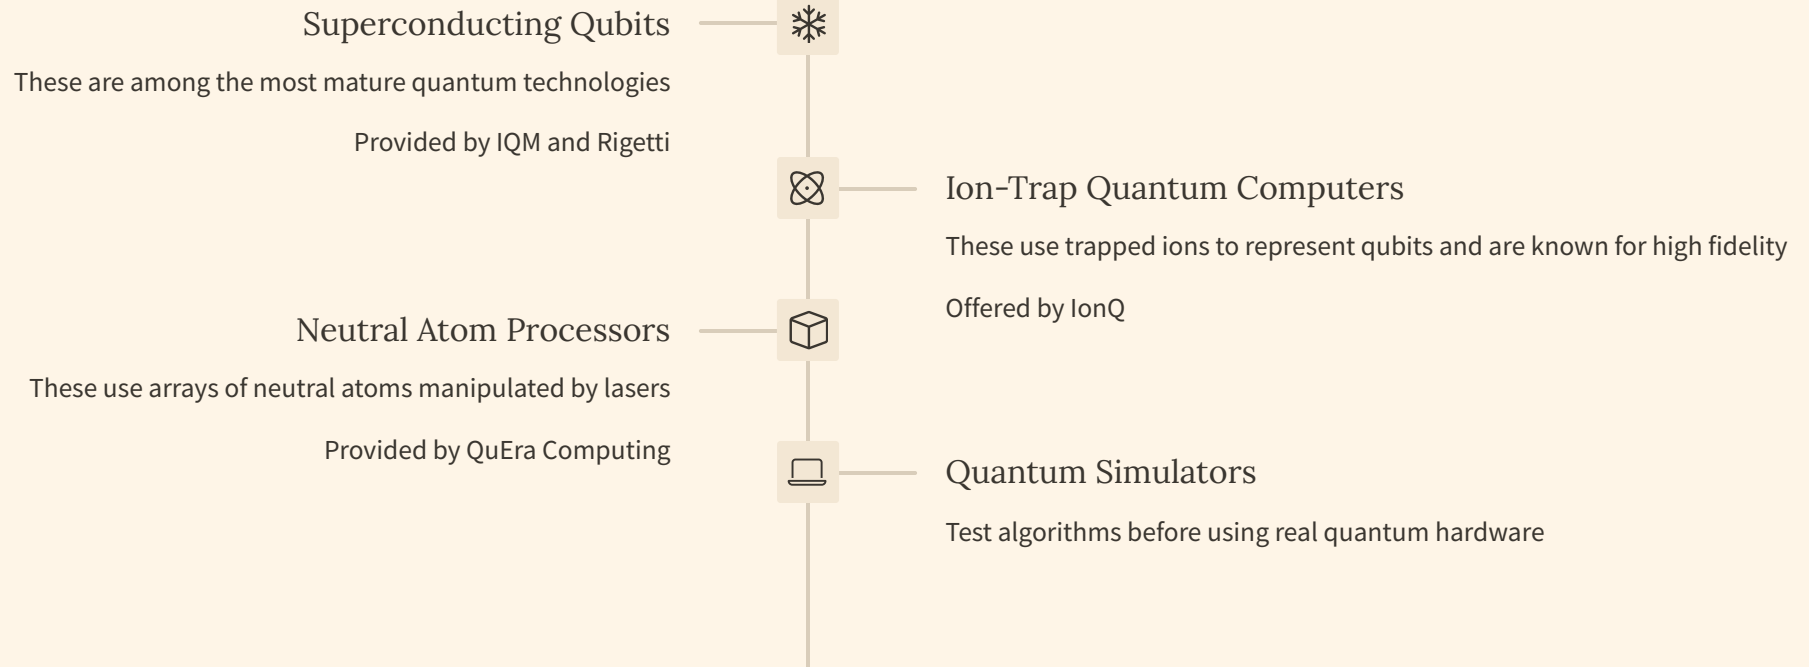 Superconducting Qubits
These are among the most mature quantum technologies
Provided by IQM and Rigetti
Ion-Trap Quantum Computers
These use trapped ions to represent qubits and are known for high fidelity
Offered by IonQ
Neutral Atom Processors
These use arrays of neutral atoms manipulated by lasers
Provided by QuEra Computing
Quantum Simulators
Test algorithms before using real quantum hardware